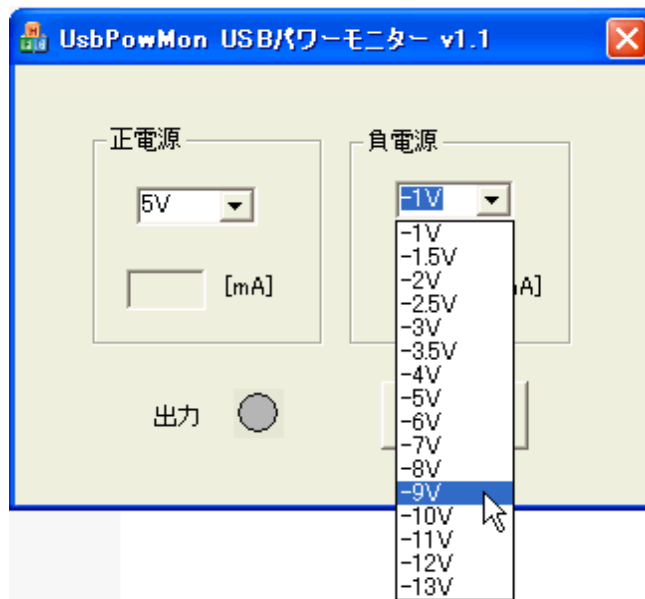 UsbPowMon USBパワーモニター v1.1
正電源
負電源
5V
-1V
[mA]
-1V
-1.5V
-2V
-2.5V
-3V
-3.5V
-4V
-5V
-6V
-7V
-8V
-9V
-10V
-11V
-12V
-13V
A]
出力